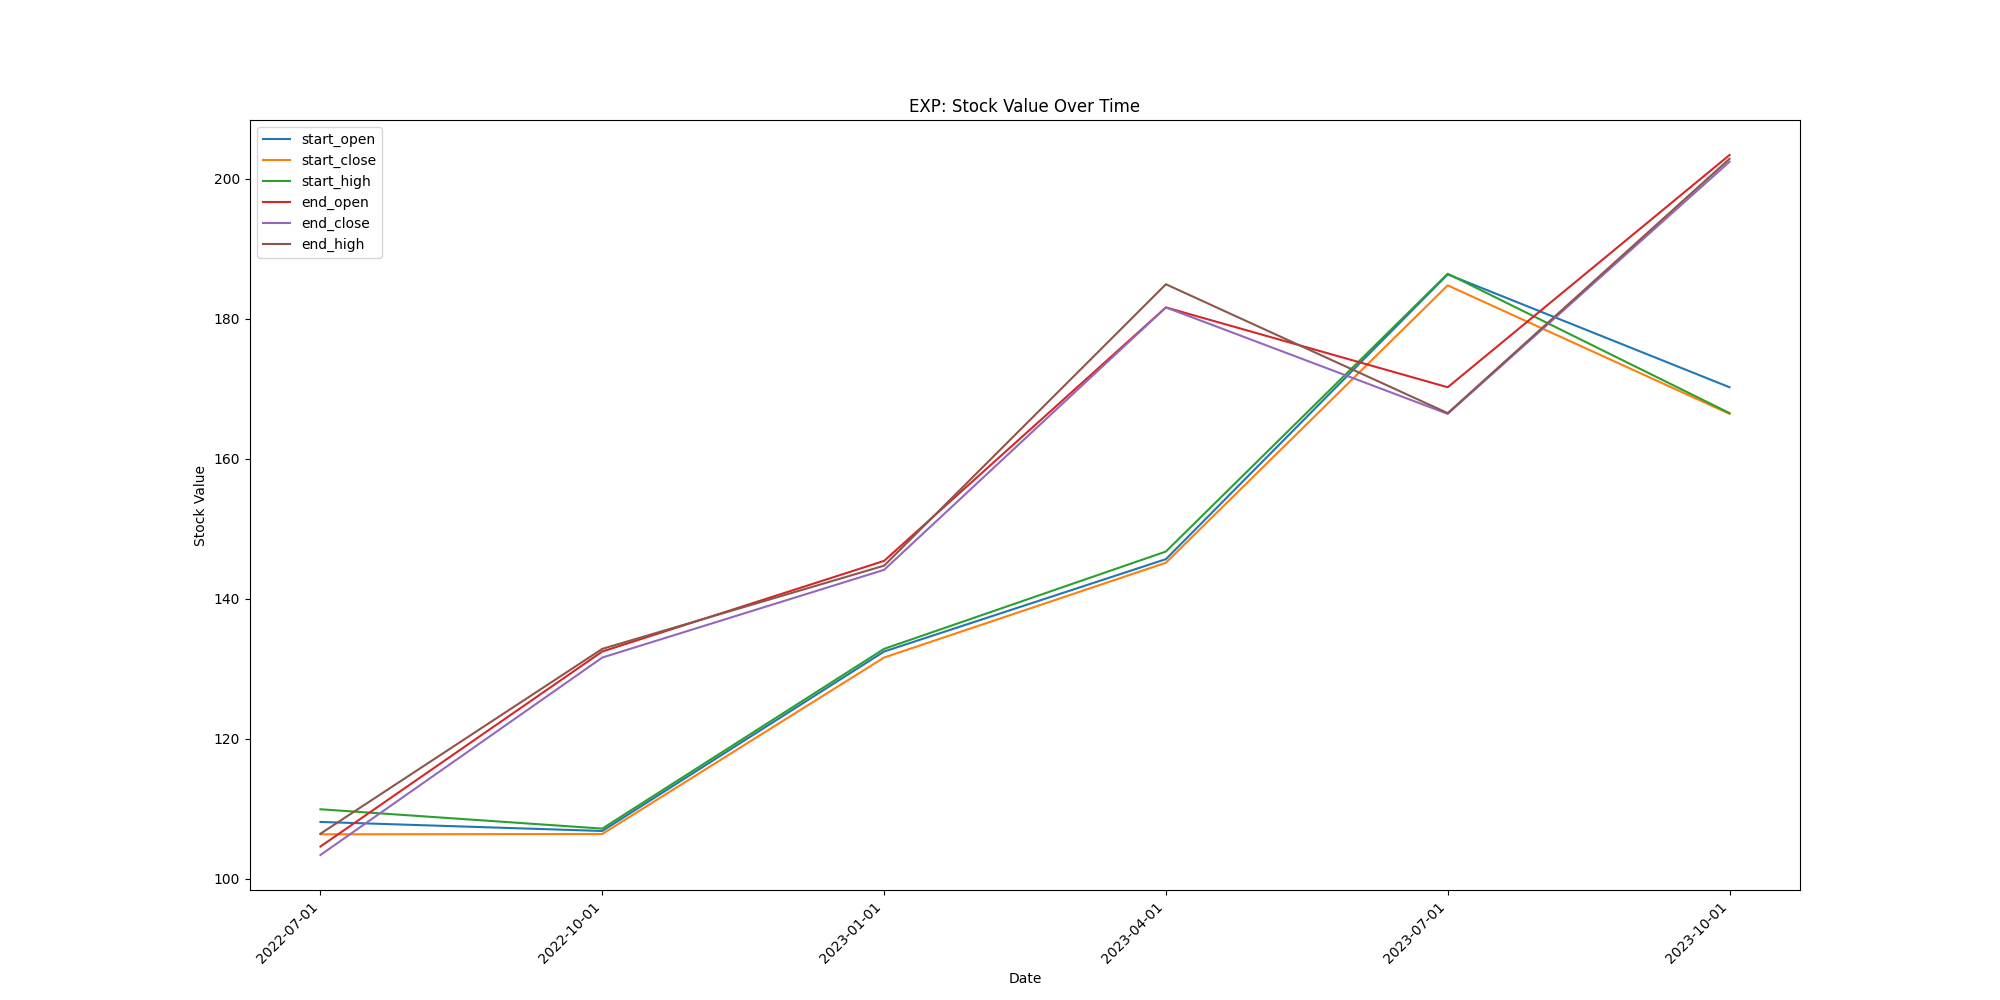 EXP: Stock Value Over Time
start_open
start_close
start_high
end_open
end_close
end_high
Stock Value
200
180
160
140
120
100
2022-07-01
2022-10-01
2023-01-01
2023-04-01
2023-07-01
2023-10-01
Date